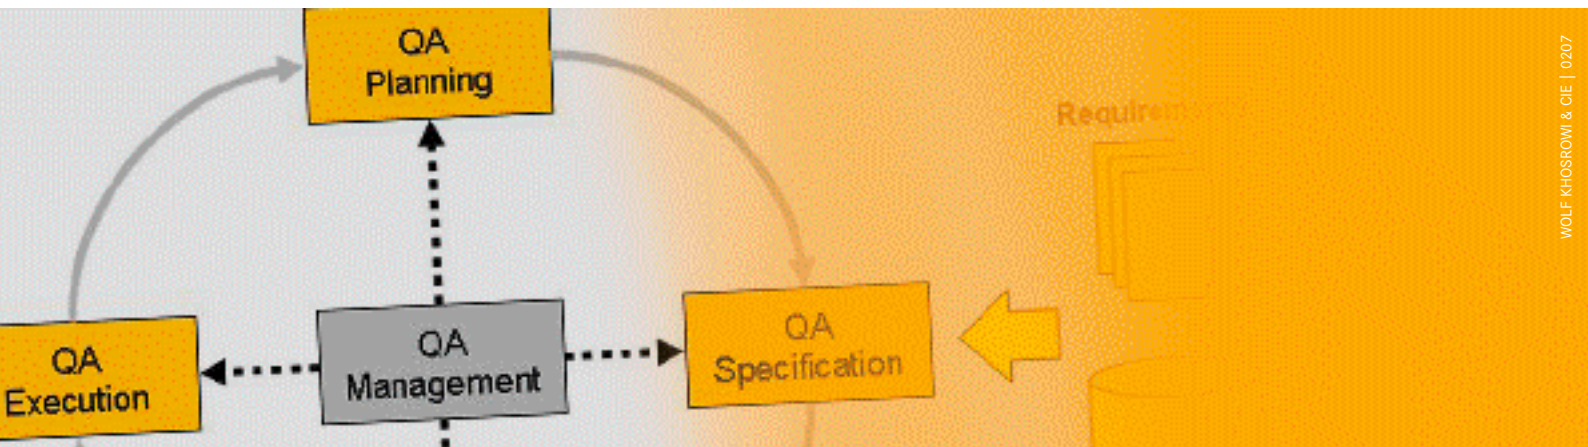 QA
Planning
QA
Execution
QA
Management
QA
Specification
WOLF KHOSROWI & CIE | 0207